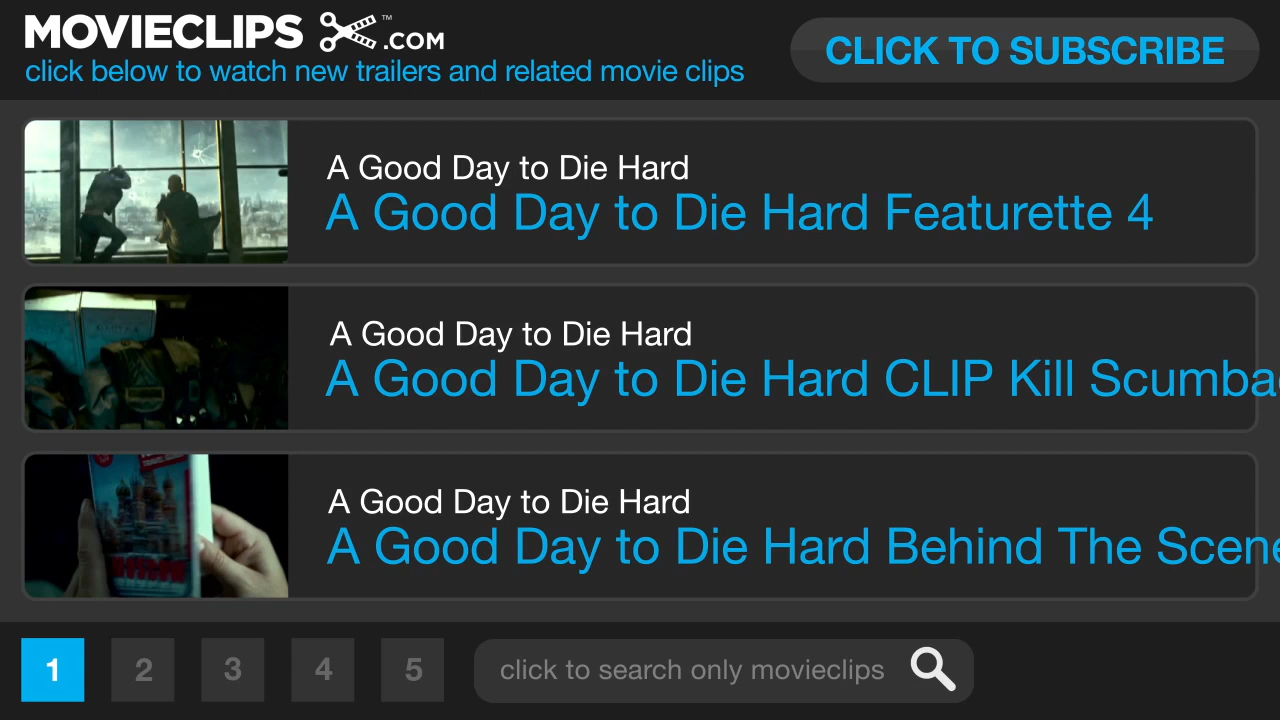 MOVIECLIPS ™ .COM
click below to watch new trailers and related movie clips
CLICK TO SUBSCRIBE
A Good Day to Die Hard
A Good Day to Die Hard Featurette 4
A Good Day to Die Hard
A Good Day to Die Hard CLIP Kill Scumba
A Good Day to Die Hard
A Good Day to Die Hard Behind The Scene
1 2 3 4 5
click to search only movieclips